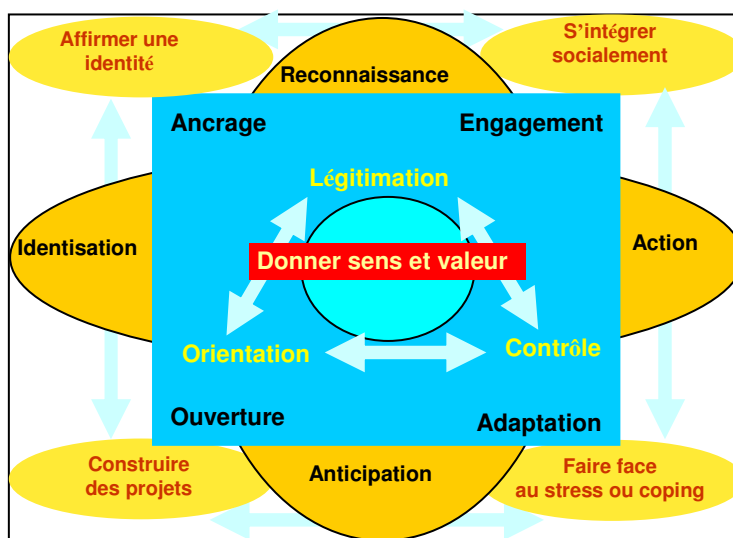 Affirmer une
identité
S'intégrer
socialement
Reconnaissance
Ancrage
Engagement
Légitimation
Identisation
Action
Donner sens et valeur
Orientation
Contrôle
Ouverture
Adaptation
Construire
des projets
Anticipation
Faire face
au stress ou coping